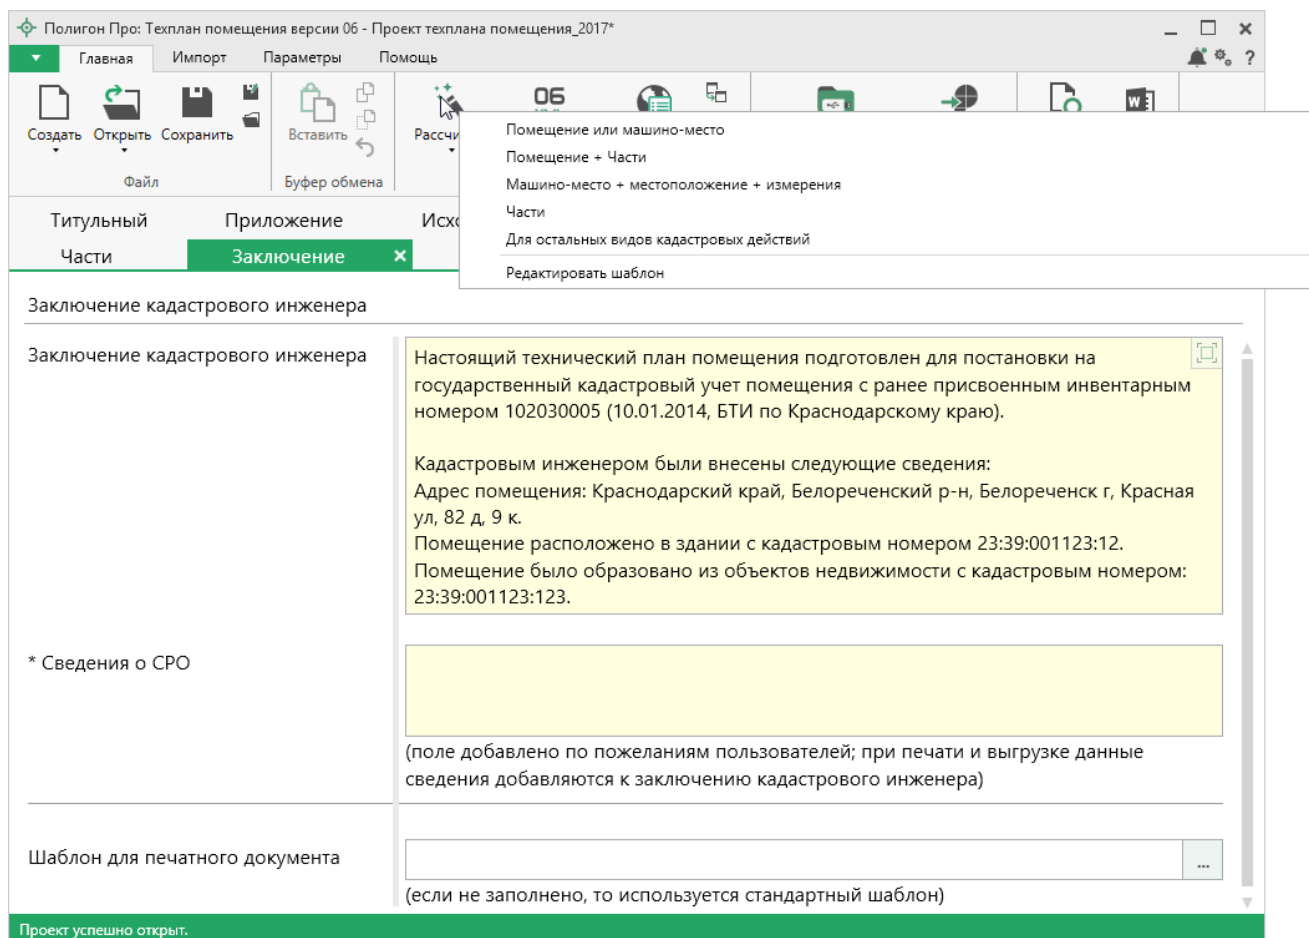 Полигон Про: Техплан помещения версии 06 - Проект техплана помещения_2017*
Главная Импорт Параметры Помощь
?
Создать Открыть Сохранить Вставить
06
W
Файл Буфер обмена
Помещение или машино-место
Помещение + Части
Машино-место + местоположение + измерения
Части
Для остальных видов кадастровых действий
Редактировать шаблон
Титульный Приложение
Части Заключение
Заключение кадастрового инженера
Заключение кадастрового инженера
Настоящий технический план помещения подготовлен для постановки на
государственный кадастровый учет помещения с ранее присвоенным инвентарным
номером 102030005 (10.01.2014, БТИ по Краснодарскому краю).
Кадастровым инженером были внесены следующие сведения:
Адрес помещения: Краснодарский край, Белореченский р-н, Белореченск г, Красная
ул, 82 д, 9 к.
Помещение расположено в здании с кадастровым номером 23:39:001123:12.
Помещение было образовано из объектов недвижимости с кадастровым номером:
23:39:001123:123.
* Сведения о СРО
(поле добавлено по пожеланиям пользователей; при печати и выгрузке данные
сведения добавляются к заключению кадастрового инженера)
Шаблон для печатного документа
...
(если не заполнено, то используется стандартный шаблон)
Проект успешно открыт.